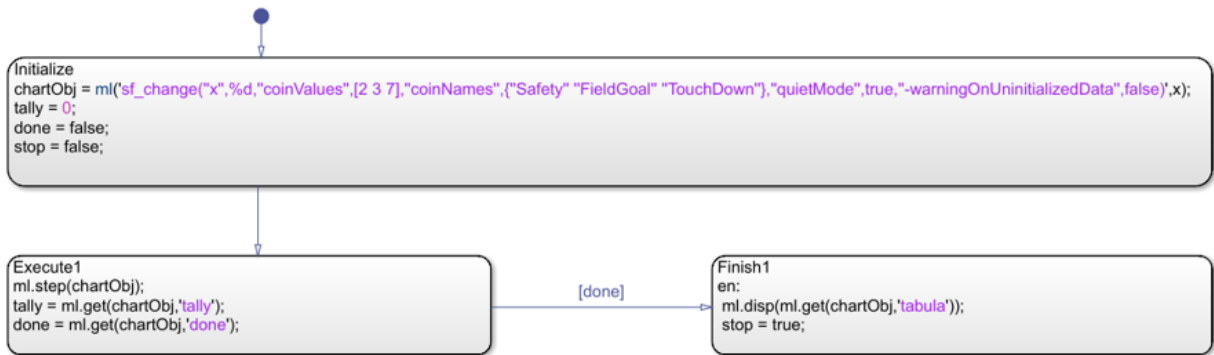 Initialize
chartObj = ml('sf_change("x",%d,"coinValues",[2 3 7],"coinNames",{"Safety" "FieldGoal" "TouchDown"},"quietMode",true,"-warningOnUninitializedData",false)',x);
tally = 0;
done = false;
stop = false;
Execute1
ml.step(chartObj);
tally = ml.get(chartObj,'tally');
done = ml.get(chartObj,'done');
[done]
Finish1
en:
ml.disp(ml.get(chartObj,'tabula'));
stop = true;